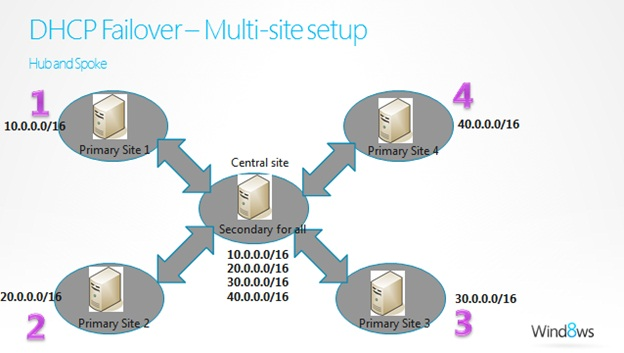 DHCP Failover – Multi-site setup
Hub and Spoke
1
10.0.0.0/16
Primary Site 1
4
40.0.0.0/16
Primary Site 4
Central site
Secondary for all
10.0.0.0/16
20.0.0.0/16
30.0.0.0/16
40.0.0.0/16
20.0.0.0/16
Primary Site 2
2
30.0.0.0/16
Primary Site 3
3
Wind8ws